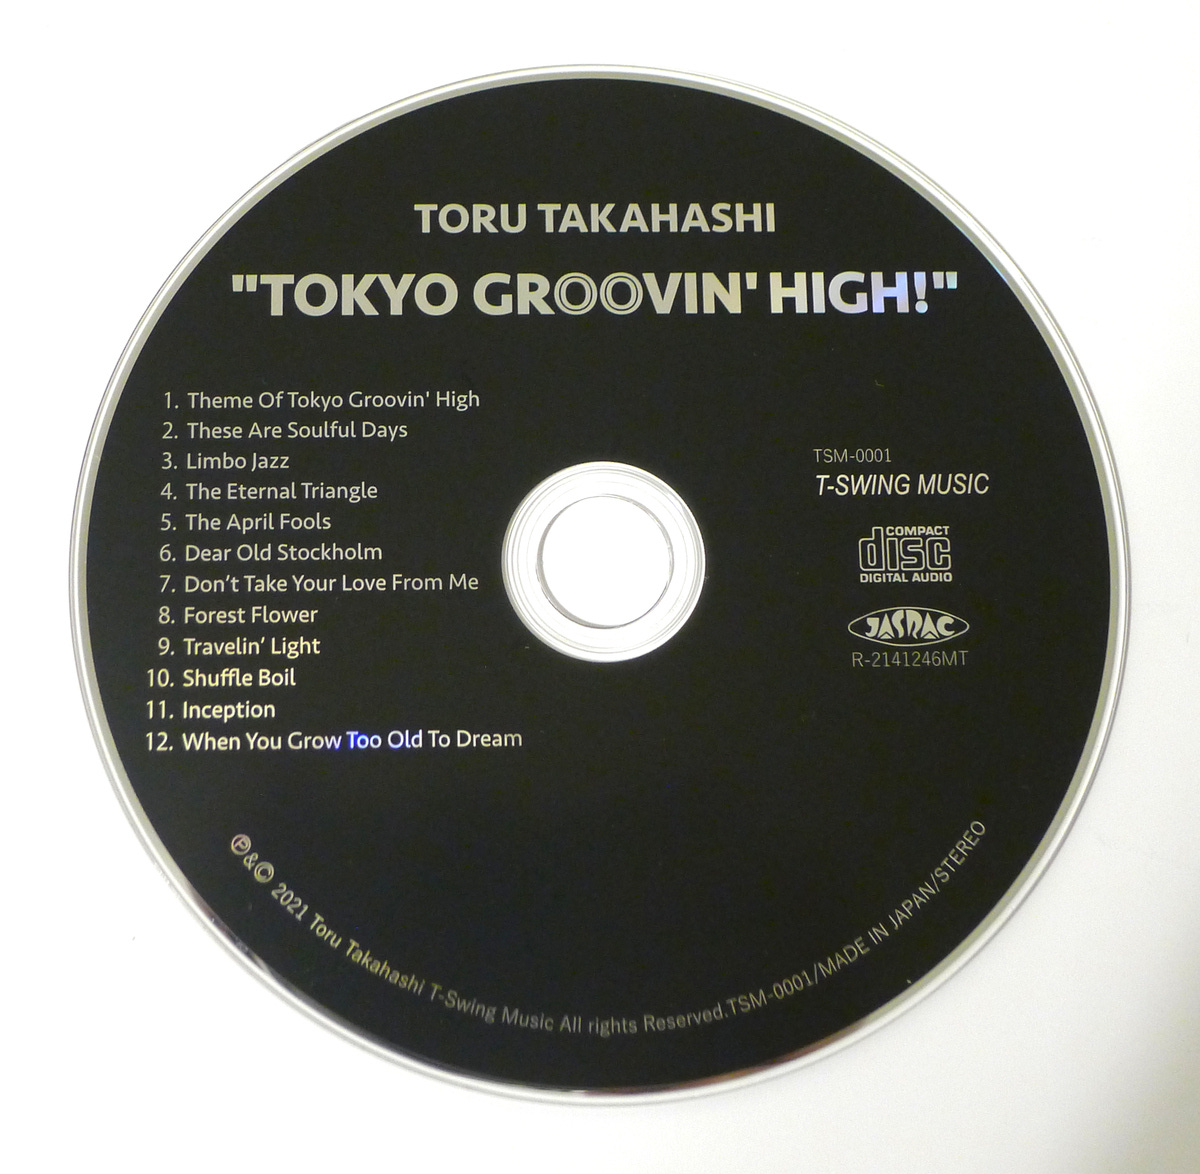 TORU TAKAHASHI
"TOKYO GROOVIN' HIGH!"
1. Theme Of Tokyo Groovin' High
2. These Are Soulful Days
3. Limbo Jazz
4. The Eternal Triangle
5. The April Fools
6. Dear Old Stockholm
7. Don’t Take Your Love From Me
8. Forest Flower
9. Travelin’ Light
10. Shuffle Boil
11. Inception
12. When You Grow Too Old To Dream
TSM-0001
T-SWING MUSIC
COMPACT
disc
DIGITAL AUDIO
JASRAC
R-2141246MT
℗&© 2021 Toru Takahashi T-Swing Music All rights Reserved.TSM-0001/MADE IN JAPAN/STEREO